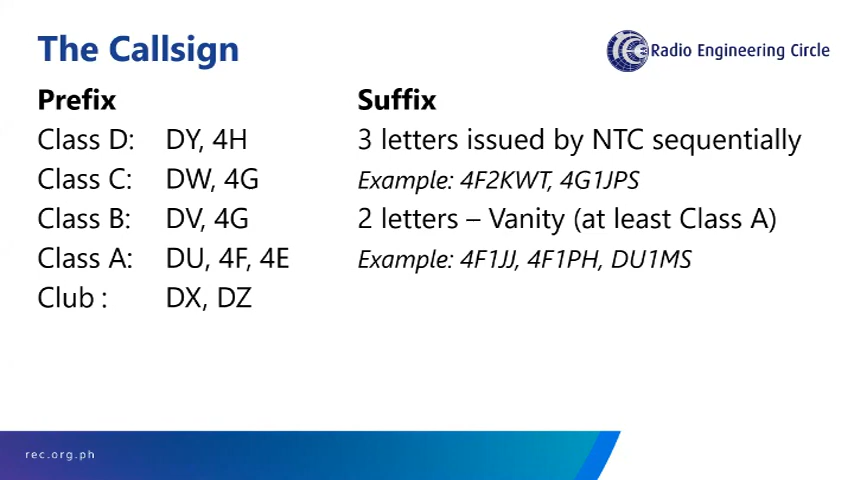 The Callsign
Radio Engineering Circle
Prefix
Class D: DY, 4H
Class C: DW, 4G
Class B: DV, 4G
Class A: DU, 4F, 4E
Club : DX, DZ
Suffix
3 letters issued by NTC sequentially
Example: 4F2KWT, 4G1JPS
2 letters – Vanity (at least Class A)
Example: 4F1JJ, 4F1PH, DU1MS
rec.org.ph